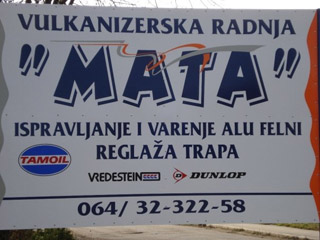 VULKANIZERSKA RADNJA
"MATA"
ISPRAVLJANJE I VARENJE ALU FELNI
REGLAŽA TRAPA
TAMOIL VREDESTEIN DUNLOP
064/ 32-322-58